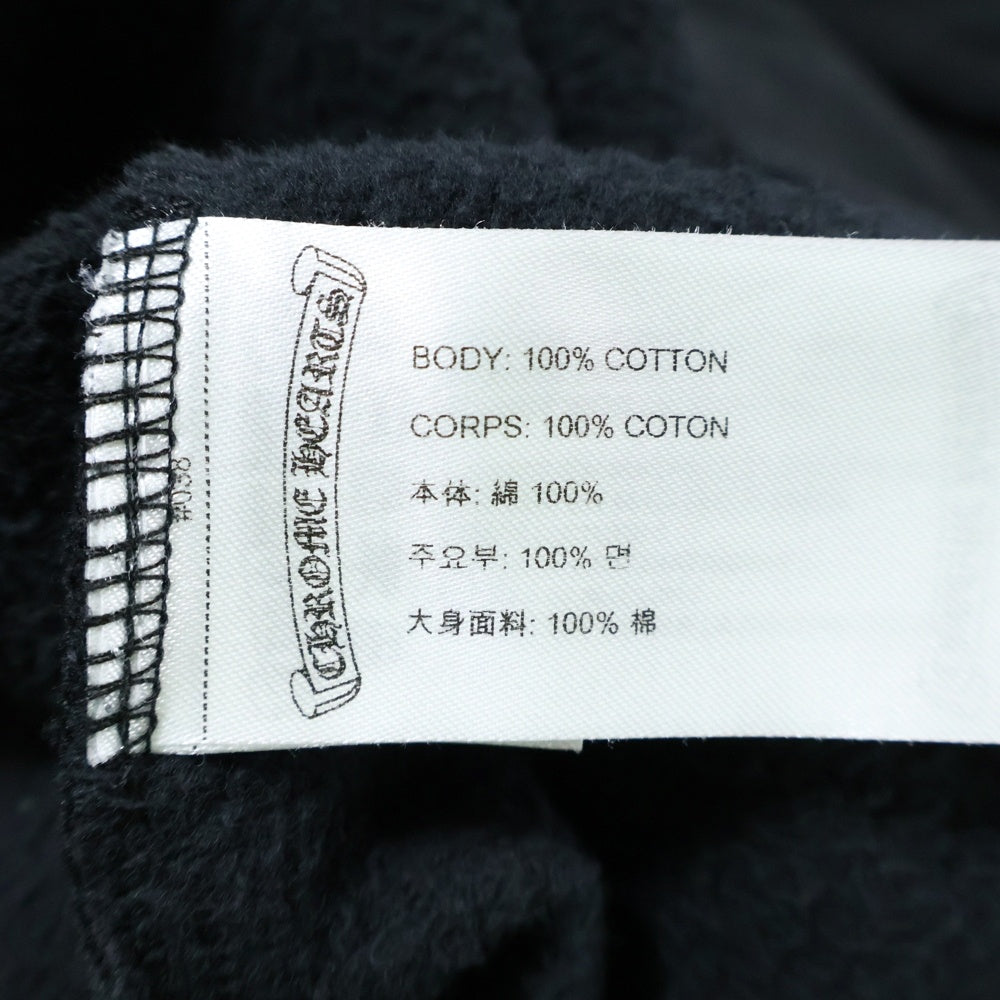 #038
CHROME HEARTS
BODY: 100% COTTON
CORPS: 100% COTON
本体: 綿 100%
주요부: 100% 면
大身面料: 100% 棉